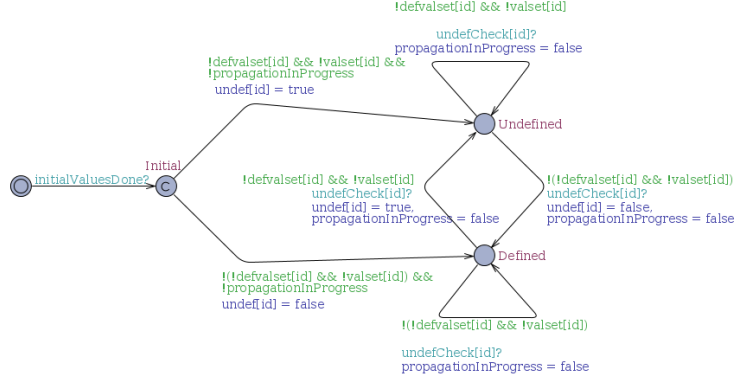 !defvalset[id] && !valset[id]
undefCheck[id]?
propagationInProgress = false
!defvalset[id] && !valset[id] &&
!propagationInProgress
undef[id] = true
Undefined
Initial
initialValuesDone?
C
!defvalset[id] && !valset[id]
undefCheck[id]?
undef[id] = true,
propagationInProgress = false
!(!defvalset[id] && !valset[id])
undefCheck[id]?
undef[id] = false,
propagationInProgress = false
Defined
!(!defvalset[id] && !valset[id]) &&
!propagationInProgress
undef[id] = false
!(!defvalset[id] && !valset[id])
undefCheck[id]?
propagationInProgress = false